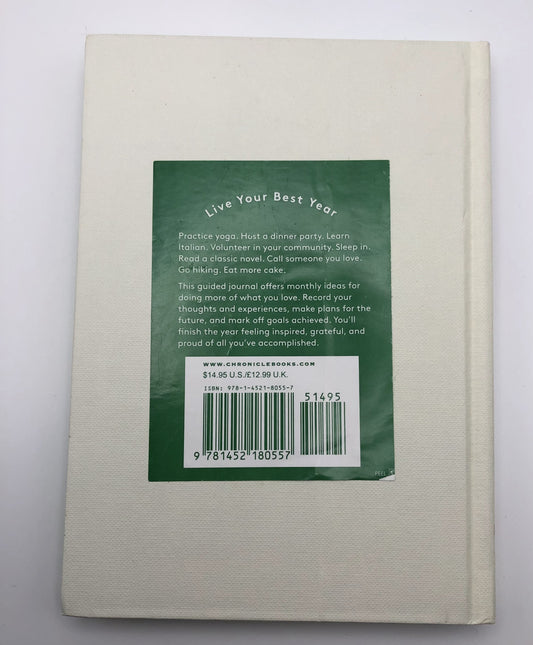 Live Your Best Year
Practice yoga. Host a dinner party. Learn
Italian. Volunteer in your community. Sleep in.
Read a classic novel. Call someone you love.
Go hiking. Eat more cake.
This guided journal offers monthly ideas for
doing more of what you love. Record your
thoughts and experiences, make plans for the
future, and mark off goals achieved. You'll
finish the year feeling inspired, grateful, and
proud of all you've accomplished.
WWW.CHRONICLEBOOKS.COM
$14.95 U.S./£12.99 U.K.
ISBN: 978-1-4521-8055-7
51495
9 781452 180557